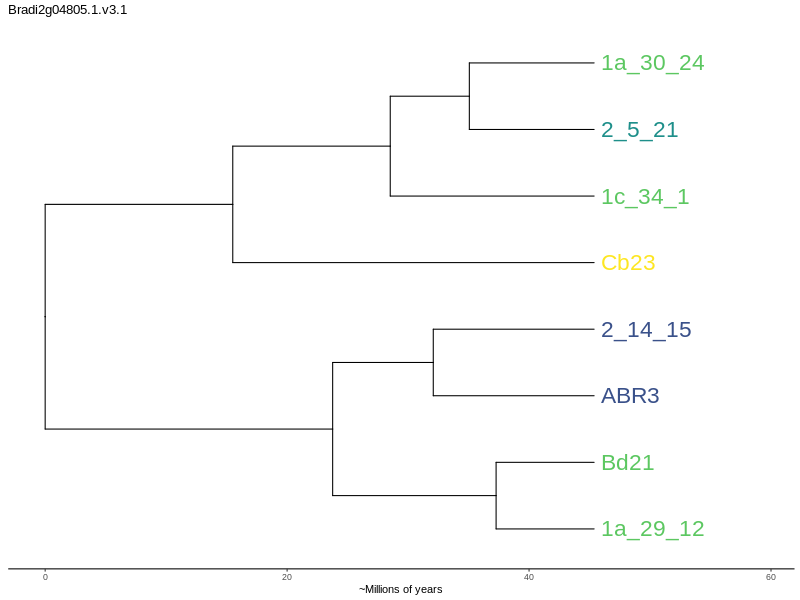 Bradi2g04805.1.v3.1
1a_30_24
2_5_21
1c_34_1
Cb23
2_14_15
ABR3
Bd21
1a_29_12
0 20 40 60
~Millions of years